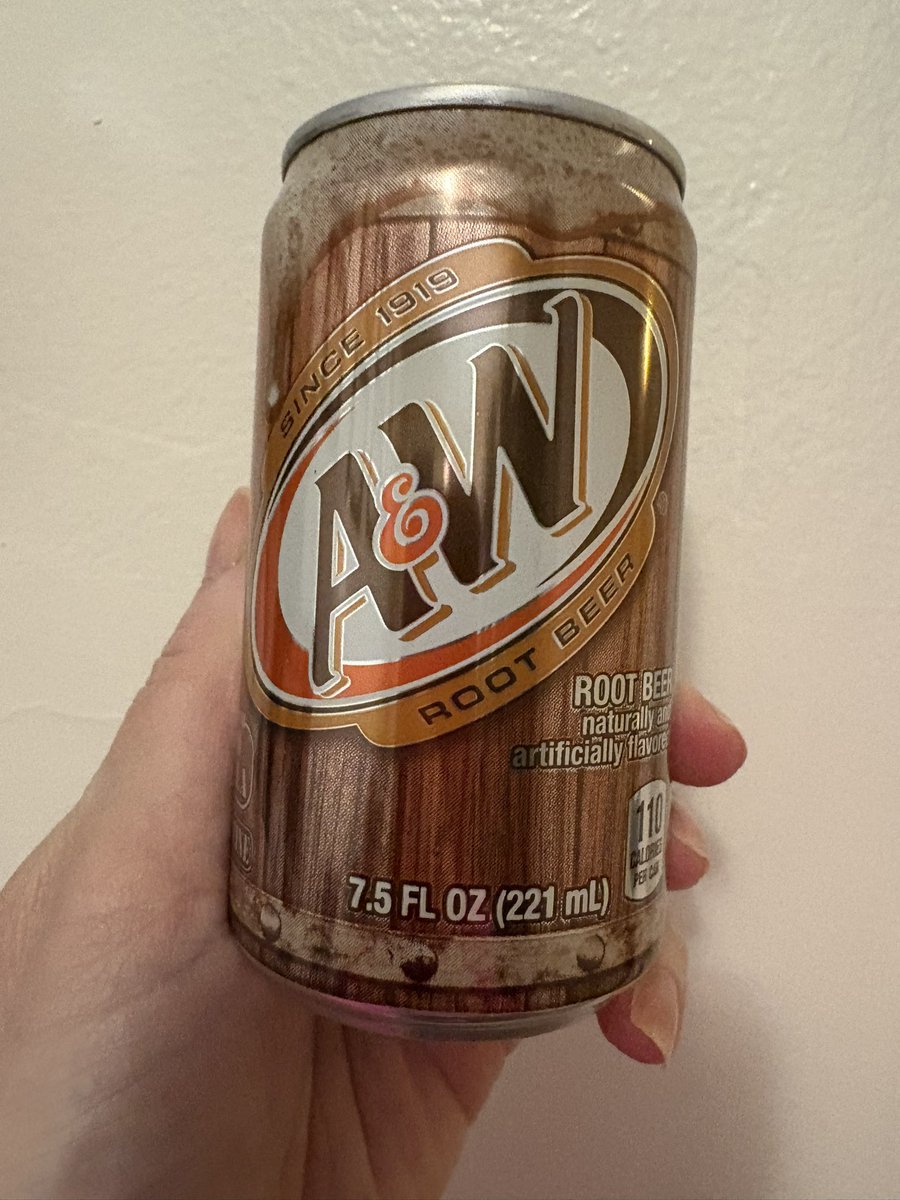 SINCE 1919
A&W
ROOT BEER
ROOT BEER
naturally and
artificially flavored
110
CALORIES
PER CAN
7.5 FL OZ (221 mL)